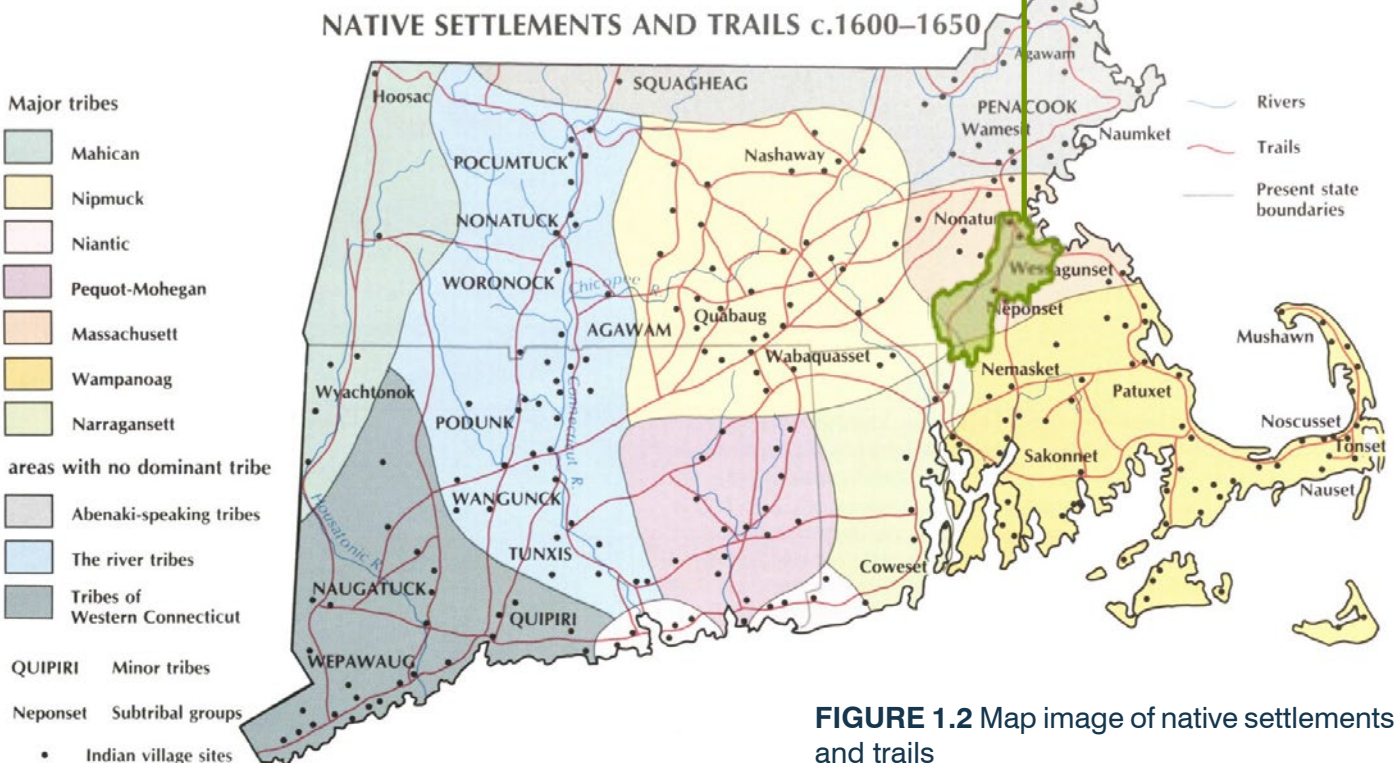 NATIVE SETTLEMENTS AND TRAILS c.1600–1650
Major tribes
Mahican
Nipmuck
Niantic
Pequot-Mohegan
Massachusett
Wampanoag
Narragansett
areas with no dominant tribe
Abenaki-speaking tribes
The river tribes
Tribes of
Western Connecticut
QUIPIRI Minor tribes
Neponset Subtribal groups
Indian village sites
Rivers
Trails
Present state
boundaries
Agawam
SQUAGHEAG
Hoosac
PENACOOK
Wamesit
Naumket
POCUMTUCK
Nashaway
NONATUCK
WORONOCK
Chicopee R.
AGAWAM
Quabaug
Wessagunset
Neponset
Mushawn
Wabaquasset
Nemasket
Wyachtonok
Patuxet
PODUNK
Connecticut R.
Noscusset
Tonset
Sakonnet
Nauset
WANGUNCK
Housatonic R.
TUNXIS
Coweset
NAUGATUCK
QUIPIRI
WEPAWAUG
FIGURE 1.2 Map image of native settlements
and trails